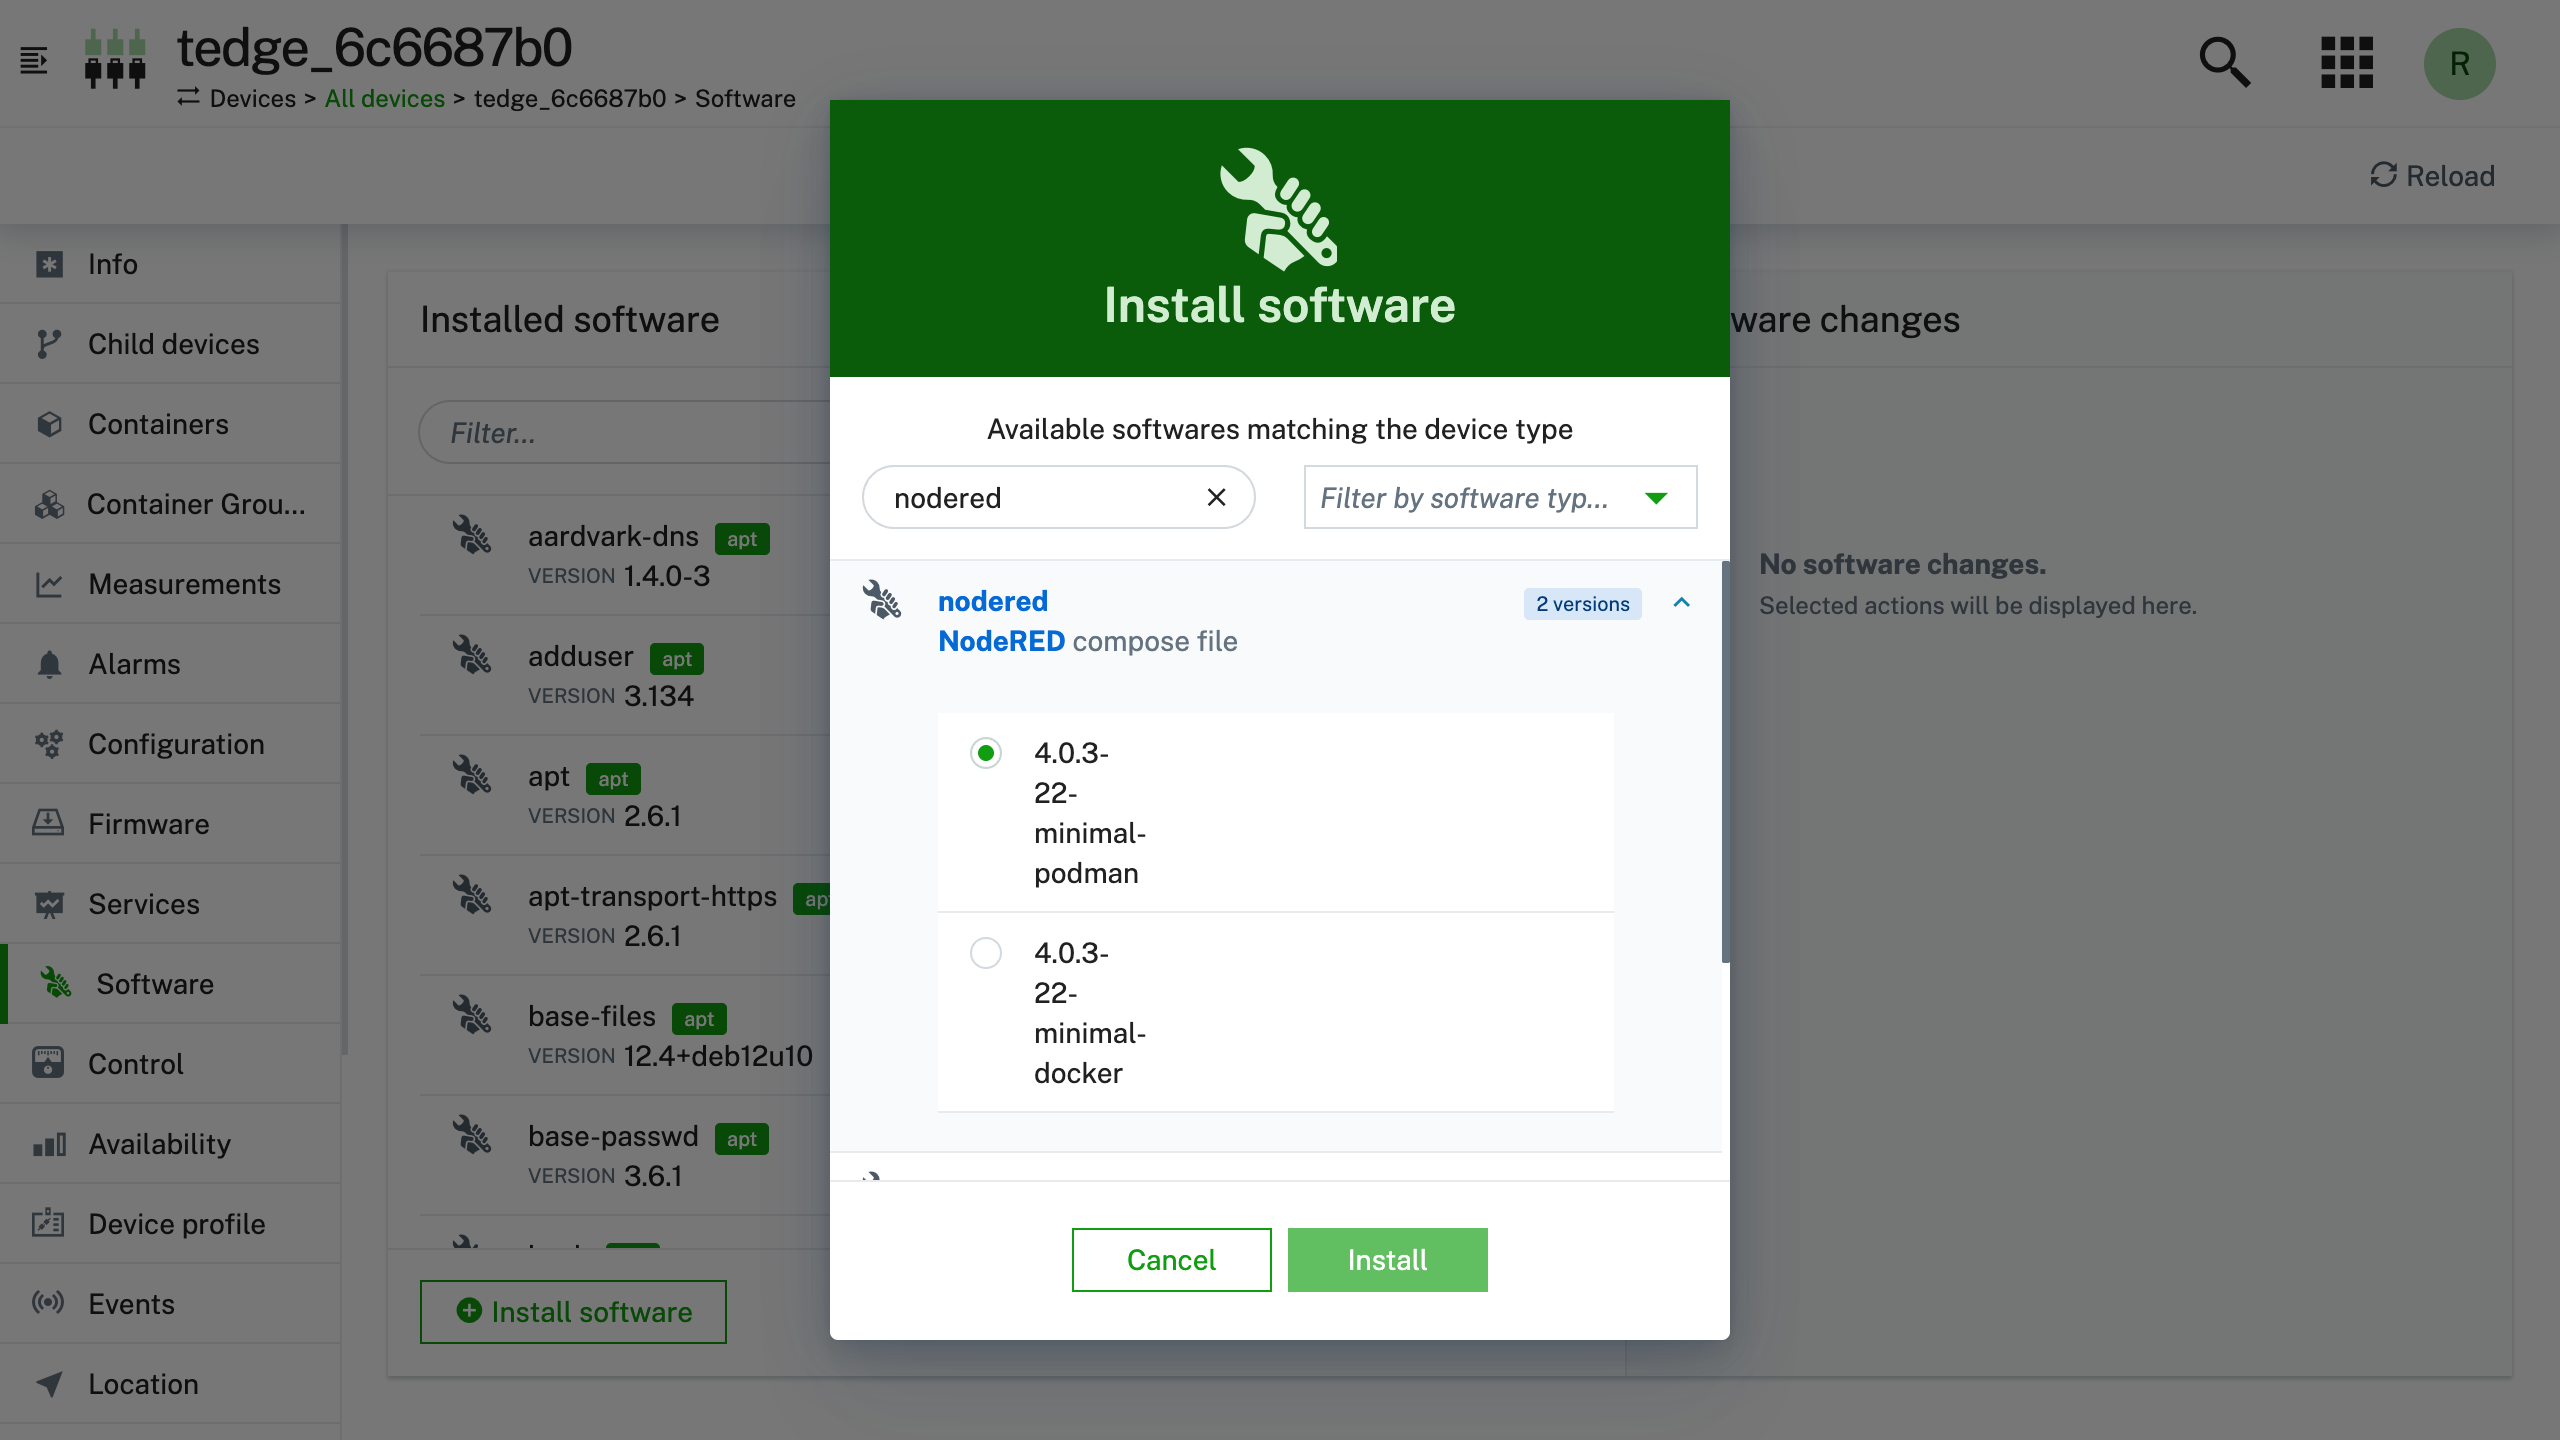 tedge_6c6687b0
Devices > All devices > tedge_6c6687b0 > Software
R
Reload
Info
Child devices
Containers
Container Grou...
Measurements
Alarms
Configuration
Firmware
Services
Software
Control
Availability
Device profile
Events
Location
Installed software
Filter...
aardvark-dns apt
VERSION 1.4.0-3
adduser apt
VERSION 3.134
apt apt
VERSION 2.6.1
apt-transport-https
VERSION 2.6.1
base-files apt
VERSION 12.4+deb12u10
base-passwd apt
VERSION 3.6.1
Install software
Install software
Available softwares matching the device type
nodered
Filter by software typ...
nodered 2 versions
NodeRED compose file
4.0.3-
22-
minimal-
podman
4.0.3-
22-
minimal-
docker
Cancel Install
ware changes
No software changes.
Selected actions will be displayed here.